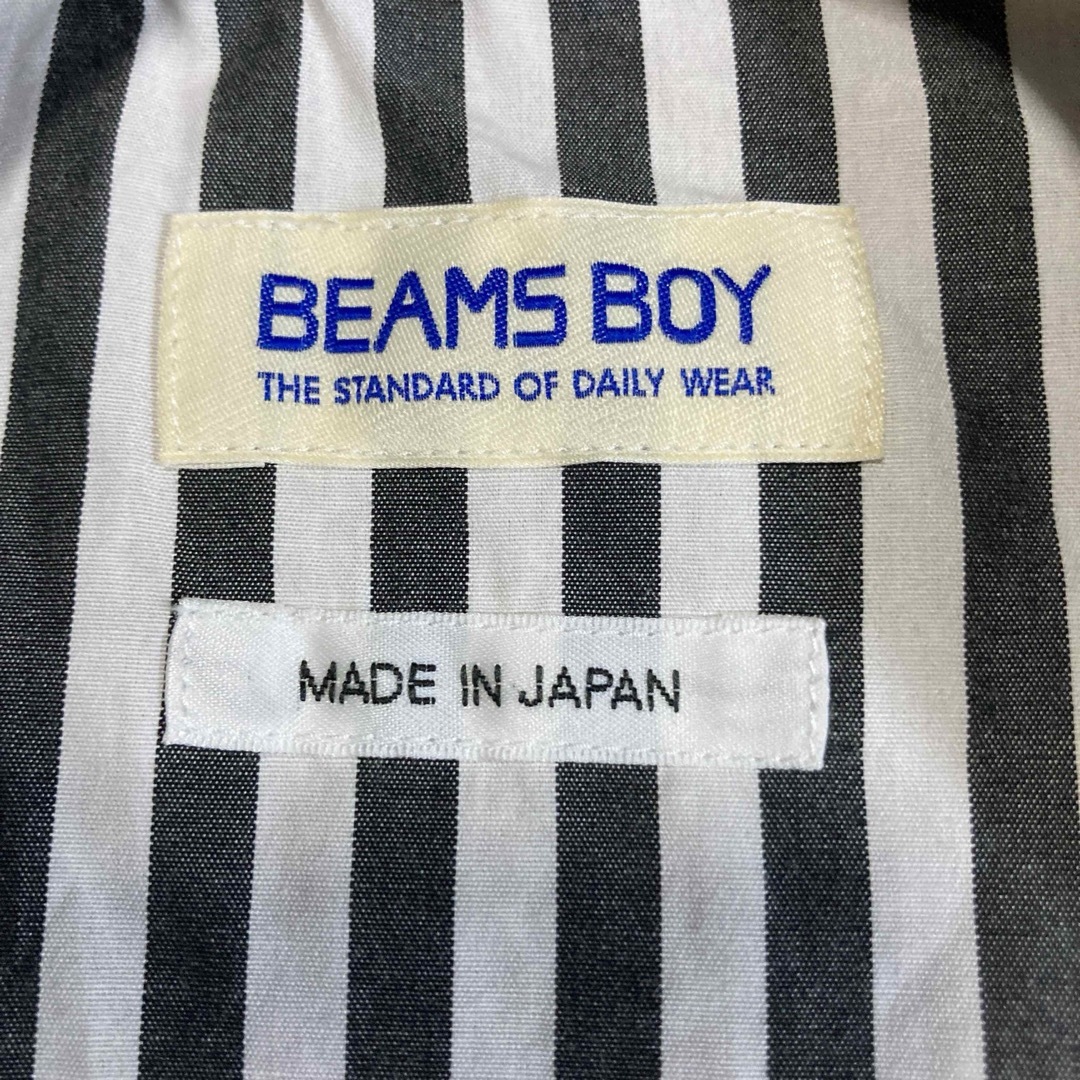 BEAMS BOY
THE STANDARD OF DAILY WEAR
MADE IN JAPAN